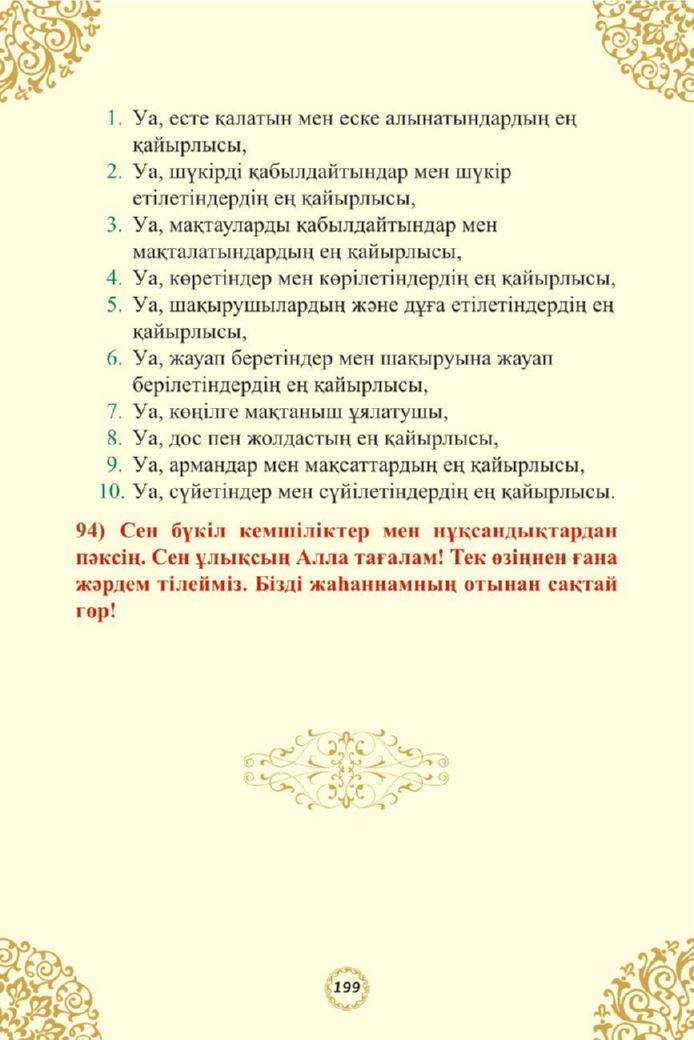 1. Уа, есте қалатын мен еске алынатындардың ең
қайырлысы,
2. Уа, шүкірді қабылдайтындар мен шүкір
етілетіндердің ең қайырлысы,
3. Уа, мақтауларды қабылдайтындар мен
мақталатындардың ең қайырлысы,
4. Уа, көретіндер мен көрілетіндердің ең қайырлысы,
5. Уа, шақырушылардың және дұға етілетіндердің ең
қайырлысы,
6. Уа, жауап беретіндер мен шақыруына жауап
берілетіндердің ең қайырлысы,
7. Уа, көңілге мақтаныш ұялатушы,
8. Уа, дос пен жолдастың ең қайырлысы,
9. Уа, армандар мен мақсаттардың ең қайырлысы,
10. Уа, сүйетіндер мен сүйілетіндердің ең қайырлысы.
94) Сен бүкіл кемшіліктер мен нұқсандықтардан
пәксің. Сен ұлықсың Алла тағалам! Тек өзіңнен ғана
жәрдем тілейміз. Бізді жаһаннамның отынан сақтай
гөр!
199